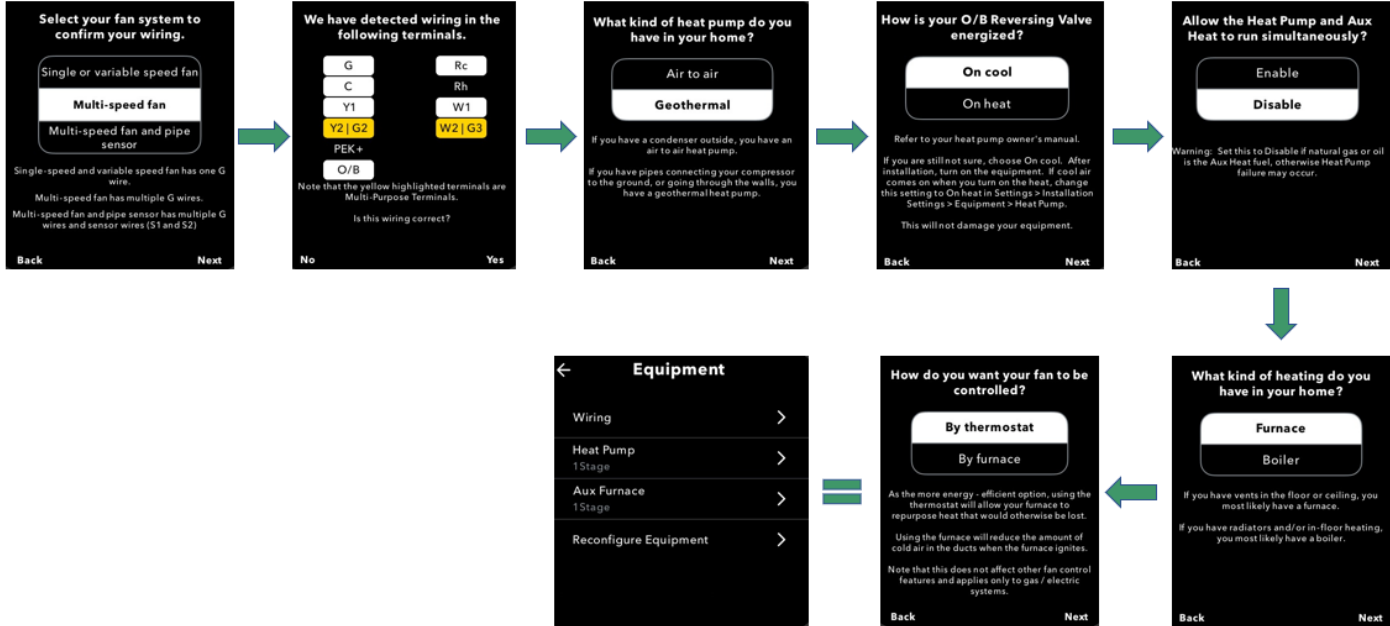 Select your fan system to
confirm your wiring.
Single or variable speed fan
Multi-speed fan
Multi-speed fan and pipe
sensor
Single-speed and variable speed fan has one G
wire.
Multi-speed fan has multiple G wires.
Multi-speed fan and pipe sensor has multiple G
wires and sensor wires (S1 and S2)
Back
Next
We have detected wiring in the
following terminals.
G
Rc
C
Rh
Y1
W1
Y2 | G2
W2 | G3
PEK+
O/B
Note that the yellow highlighted terminals are
Multi-Purpose Terminals.
Is this wiring correct?
No
Yes
What kind of heat pump do you
have in your home?
Air to air
Geothermal
If you have a condenser outside, you have an
air to air heat pump.
If you have pipes connecting your compressor
to the ground, or going through the walls, you
have a geothermal heat pump.
Back
Next
How is your O/B Reversing Valve
energized?
On cool
On heat
Refer to your heat pump owner's manual.
If you are still not sure, choose On cool. After
installation, turn on the equipment. If cool air
comes on when you turn on the heat, change
this setting to On heat in Settings > Installation
Settings > Equipment > Heat Pump.
This will not damage your equipment.
Back
Next
Allow the Heat Pump and Aux
Heat to run simultaneously?
Enable
Disable
Warning: Set this to Disable if natural gas or oil
is the Aux Heat fuel, otherwise Heat Pump
failure may occur.
Back
Next
Equipment
Wiring
Heat Pump
1 Stage
Aux Furnace
1 Stage
Reconfigure Equipment
How do you want your fan to be
controlled?
By thermostat
By furnace
As the more energy - efficient option, using the
thermostat will allow your furnace to
repurpose heat that would otherwise be lost.
Using the furnace will reduce the amount of
cold air in the ducts when the furnace ignites.
Note that this does not affect other fan control
features and applies only to gas / electric
systems.
Back
Next
What kind of heating do you
have in your home?
Furnace
Boiler
If you have vents in the floor or ceiling, you
most likely have a furnace.
If you have radiators and/or in-floor heating,
you most likely have a boiler.
Back
Next